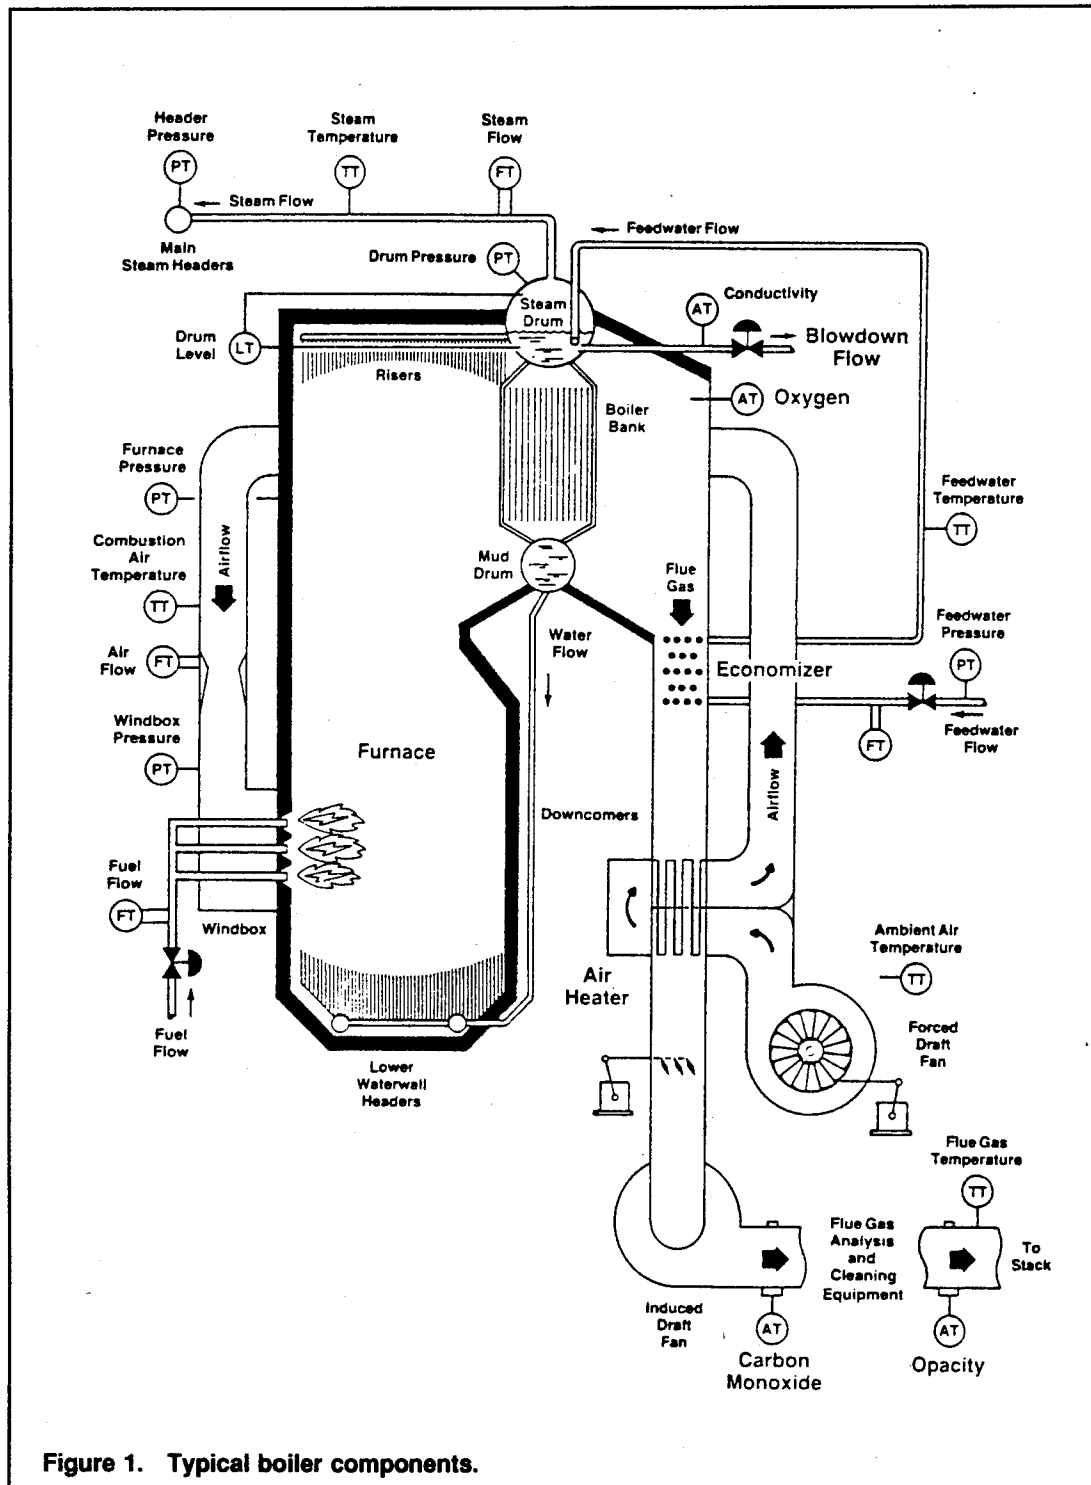 Header
Pressure
PT
Steam
Temperature
TT
Steam
Flow
FT
Steam Flow
Main
Steam Headers
Drum Pressure
PT
Feedwater Flow
Steam
Drum
Conductivity
AT
Blowdown
Flow
Drum
Level
LT
Risers
AT
Oxygen
Boiler
Bank
Furnace
Pressure
PT
Airflow
Feedwater
Temperature
TT
Combustion
Air
Temperature
TT
Mud
Drum
Flue
Gas
Water
Flow
Feedwater
Pressure
PT
Air
Flow
FT
Economizer
Windbox
Pressure
PT
Furnace
FT
Feedwater
Flow
Airflow
Downcomers
Fuel
Flow
FT
Windbox
Ambient Air
Temperature
TT
Air
Heater
Fuel
Flow
Forced
Draft
Fan
Lower
Waterwall
Headers
Flue Gas
Temperature
TT
Flue Gas
Analysis
and
Cleaning
Equipment
To
Stack
Induced
Draft
Fan
AT
Carbon
Monoxide
AT
Opacity
Figure 1. Typical boiler components.